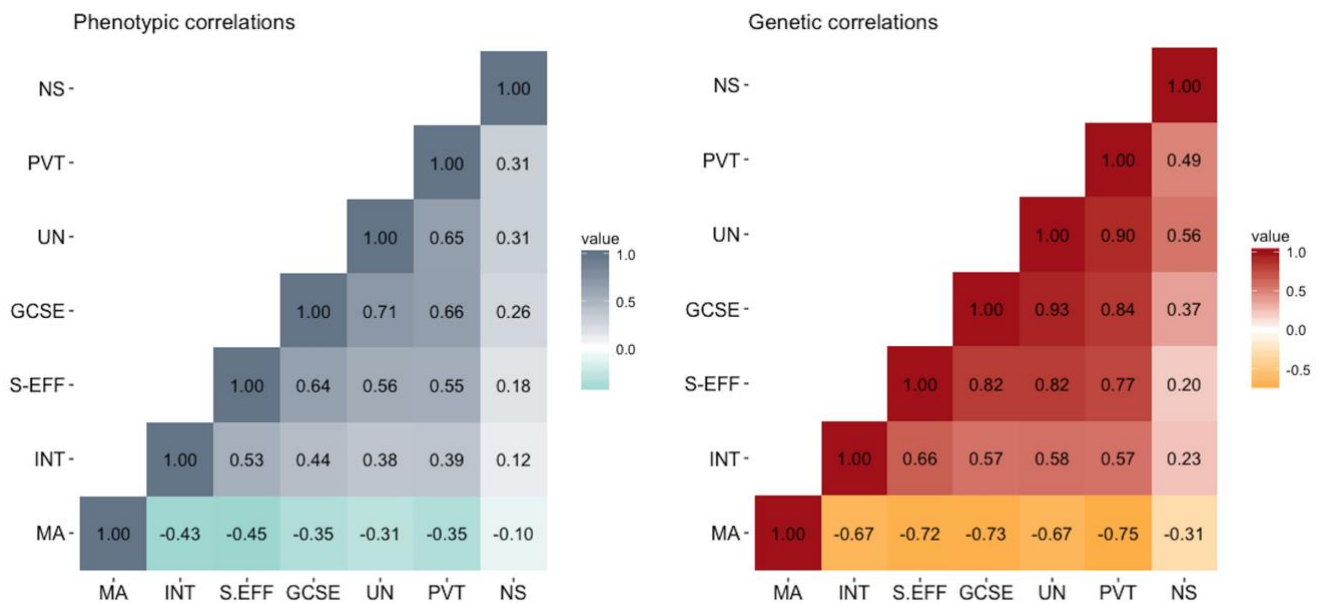 Phenotypic correlations
NS - 1.00
PVT - 1.00 0.31
UN - 1.00 0.65 0.31
GCSE - 1.00 0.71 0.66 0.26
S-EFF - 1.00 0.64 0.56 0.55 0.18
INT - 1.00 0.53 0.44 0.38 0.39 0.12
MA - 1.00 -0.43 -0.45 -0.35 -0.31 -0.35 -0.10
MA INT S.EFF GCSE UN PVT NS
value
1.0
0.5
0.0
Genetic correlations
NS - 1.00
PVT - 1.00 0.49
UN - 1.00 0.90 0.56
GCSE - 1.00 0.93 0.84 0.37
S-EFF - 1.00 0.82 0.82 0.77 0.20
INT - 1.00 0.66 0.57 0.58 0.57 0.23
MA - 1.00 -0.67 -0.72 -0.73 -0.67 -0.75 -0.31
MA INT S.EFF GCSE UN PVT NS
value
1.0
0.5
0.0
-0.5